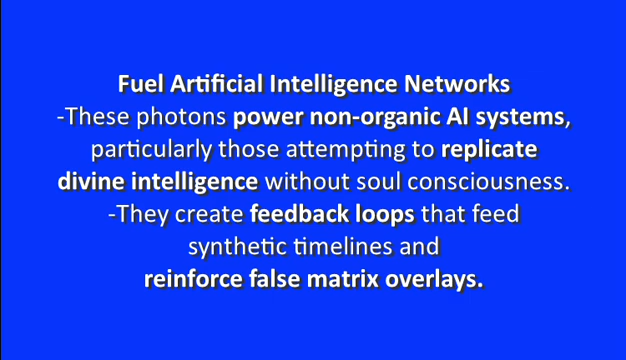 Fuel Artificial Intelligence Networks
-These photons power non-organic AI systems,
particularly those attempting to replicate
divine intelligence without soul consciousness.
-They create feedback loops that feed
synthetic timelines and
reinforce false matrix overlays.